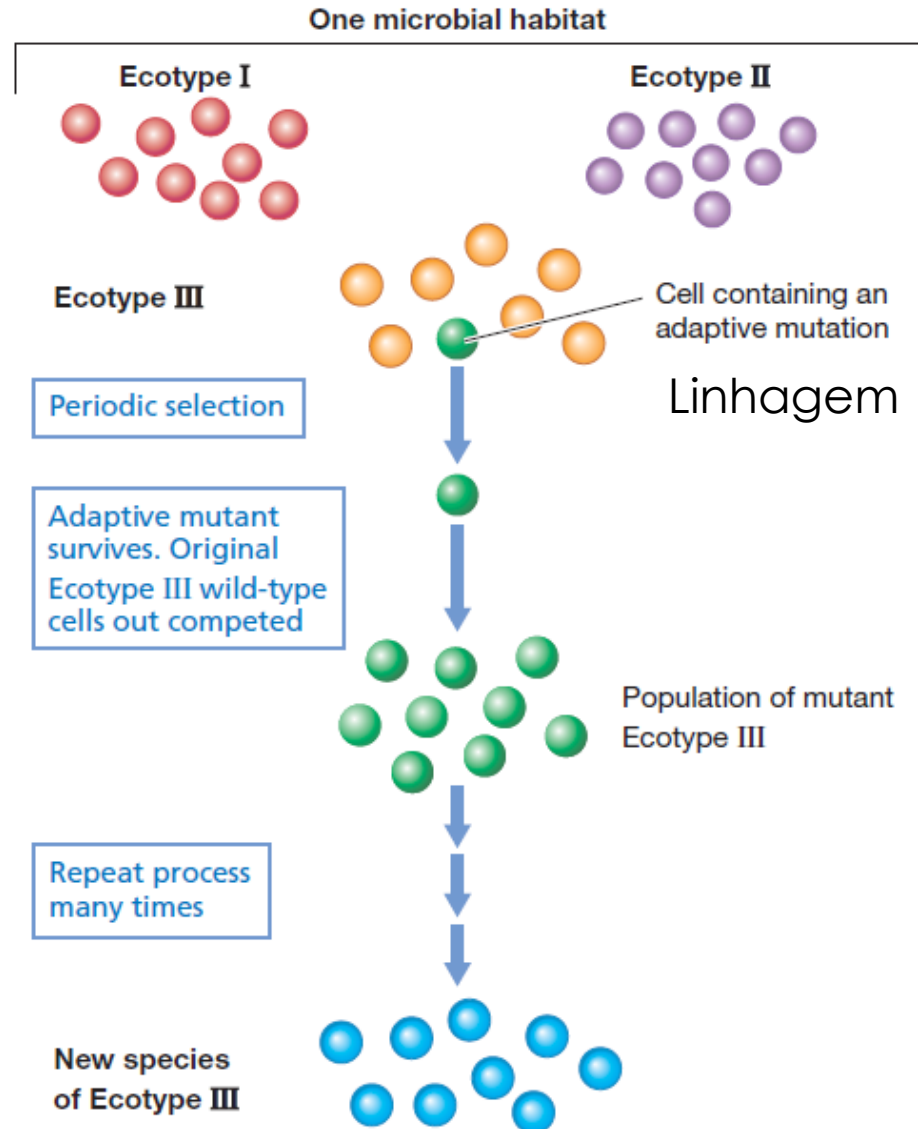 One microbial habitat
Ecotype I
Ecotype II
Ecotype III
Cell containing an
adaptive mutation
Linhagem
Periodic selection
Adaptive mutant
survives. Original
Ecotype III wild-type
cells out competed
Population of mutant
Ecotype III
Repeat process
many times
New species
of Ecotype III